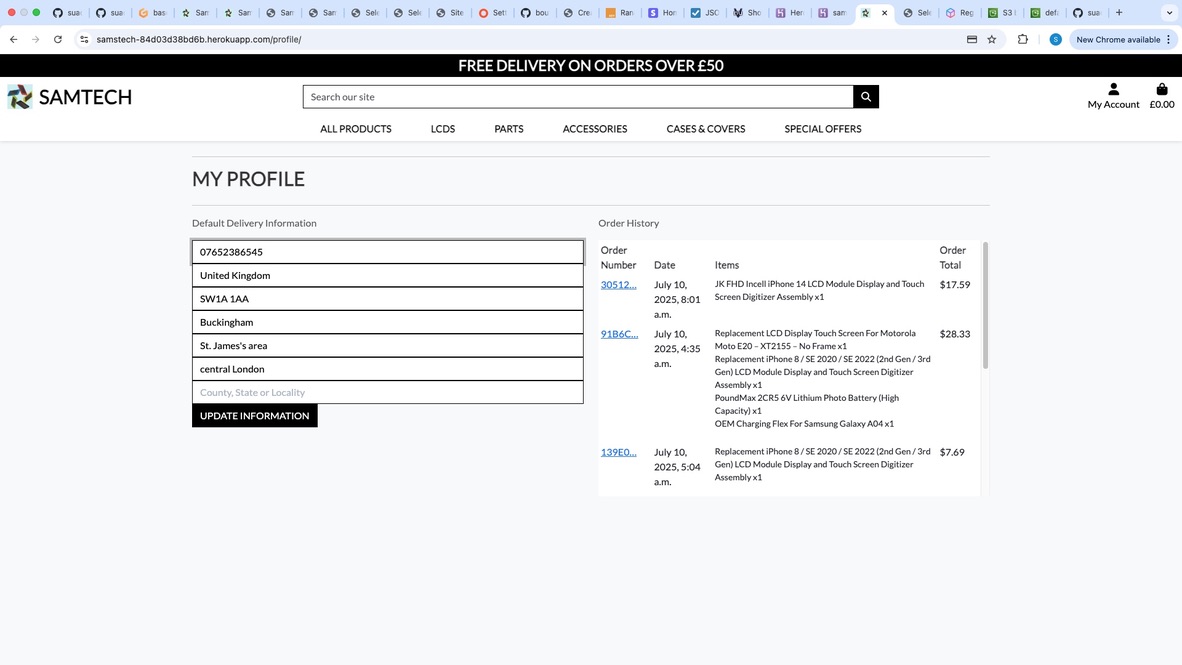 sua
sua
bas
San
San
San
San
Sele
Sele
Site
Sett
bou
Cre
Ran
Hon
JSO
Sho
Her
sam
Sele
Reg
S3 I
defa
sua
samstech-84d03d38bd6b.herokuapp.com/profile/
S
New Chrome available
FREE DELIVERY ON ORDERS OVER £50
SAMTECH
Search our site
My Account
£0.00
ALL PRODUCTS
LCDS
PARTS
ACCESSORIES
CASES & COVERS
SPECIAL OFFERS
MY PROFILE
Default Delivery Information
07652386545
United Kingdom
SW1A 1AA
Buckingham
St. James's area
central London
County, State or Locality
UPDATE INFORMATION
Order History
Order Number
Date
Items
Order Total
30512...
July 10, 2025, 8:01 a.m.
JK FHD Incell iPhone 14 LCD Module Display and Touch
Screen Digitizer Assembly x1
$17.59
91B6C...
July 10, 2025, 4:35 a.m.
Replacement LCD Display Touch Screen For Motorola
Moto E20 – XT2155 – No Frame x1
Replacement iPhone 8 / SE 2020 / SE 2022 (2nd Gen / 3rd
Gen) LCD Module Display and Touch Screen Digitizer
Assembly x1
PoundMax 2CR5 6V Lithium Photo Battery (High
Capacity) x1
OEM Charging Flex For Samsung Galaxy A04 x1
$28.33
139E0...
July 10, 2025, 5:04 a.m.
Replacement iPhone 8 / SE 2020 / SE 2022 (2nd Gen / 3rd
Gen) LCD Module Display and Touch Screen Digitizer
Assembly x1
$7.69